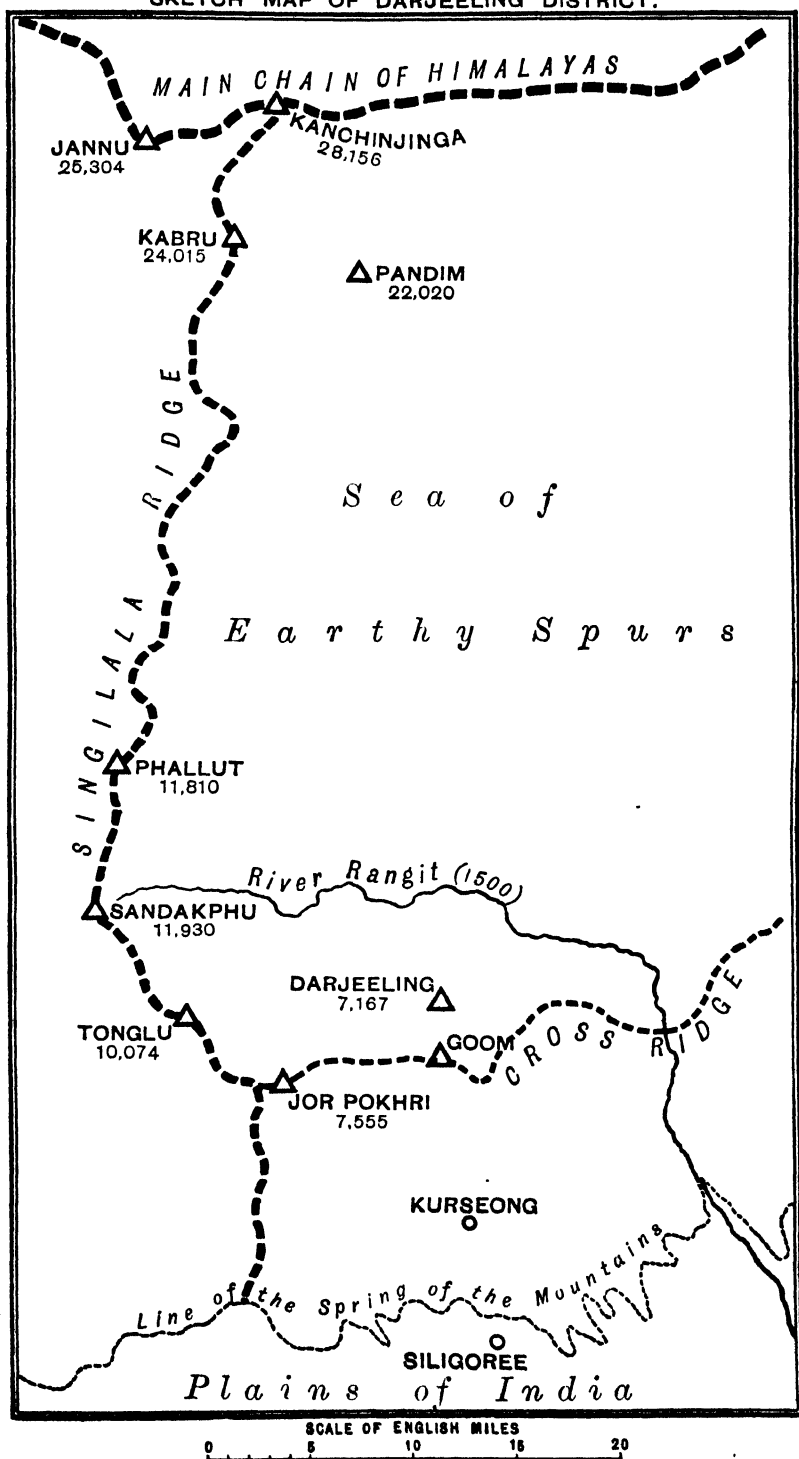 SKETCH MAP OF DARJEELING DISTRICT.
MAIN CHAIN OF HIMALAYAS
KANCHINJINGA
28,156
JANNU
25,304
KABRU
24,015
PANDIM
22,020
SINGILALA RIDGE
Sea of
Earthy Spurs
PHALLUT
11,810
River Rangit (1500)
SANDAKPHU
11,930
DARJEELING
7,167
TONGLU
10,074
GOOM
CROSS RIDGE
JOR POKHRI
7,555
KURSEONG
Line of the Spring of the Mountains
SILIGOREE
Plains of India
SCALE OF ENGLISH MILES
0 5 10 15 20